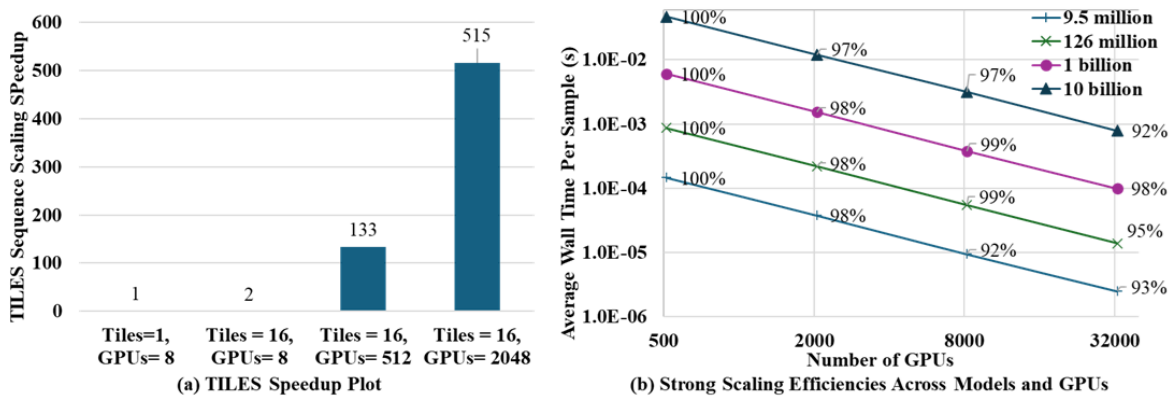 TILES Sequence Scaling SPeedup
600
500
400
300
200
100
0
1
2
133
515
Tiles=1,
GPUs= 8
Tiles = 16,
GPUs= 8
Tiles = 16,
GPUs= 512
Tiles = 16,
GPUs= 2048
(a) TILES Speedup Plot
Average Wall Time Per Sample (s)
1.0E-02
1.0E-03
1.0E-04
1.0E-05
1.0E-06
9.5 million
126 million
1 billion
10 billion
100%
97%
97%
92%
100%
98%
99%
98%
100%
98%
99%
95%
100%
98%
92%
93%
500
2000
8000
32000
Number of GPUs
(b) Strong Scaling Efficiencies Across Models and GPUs